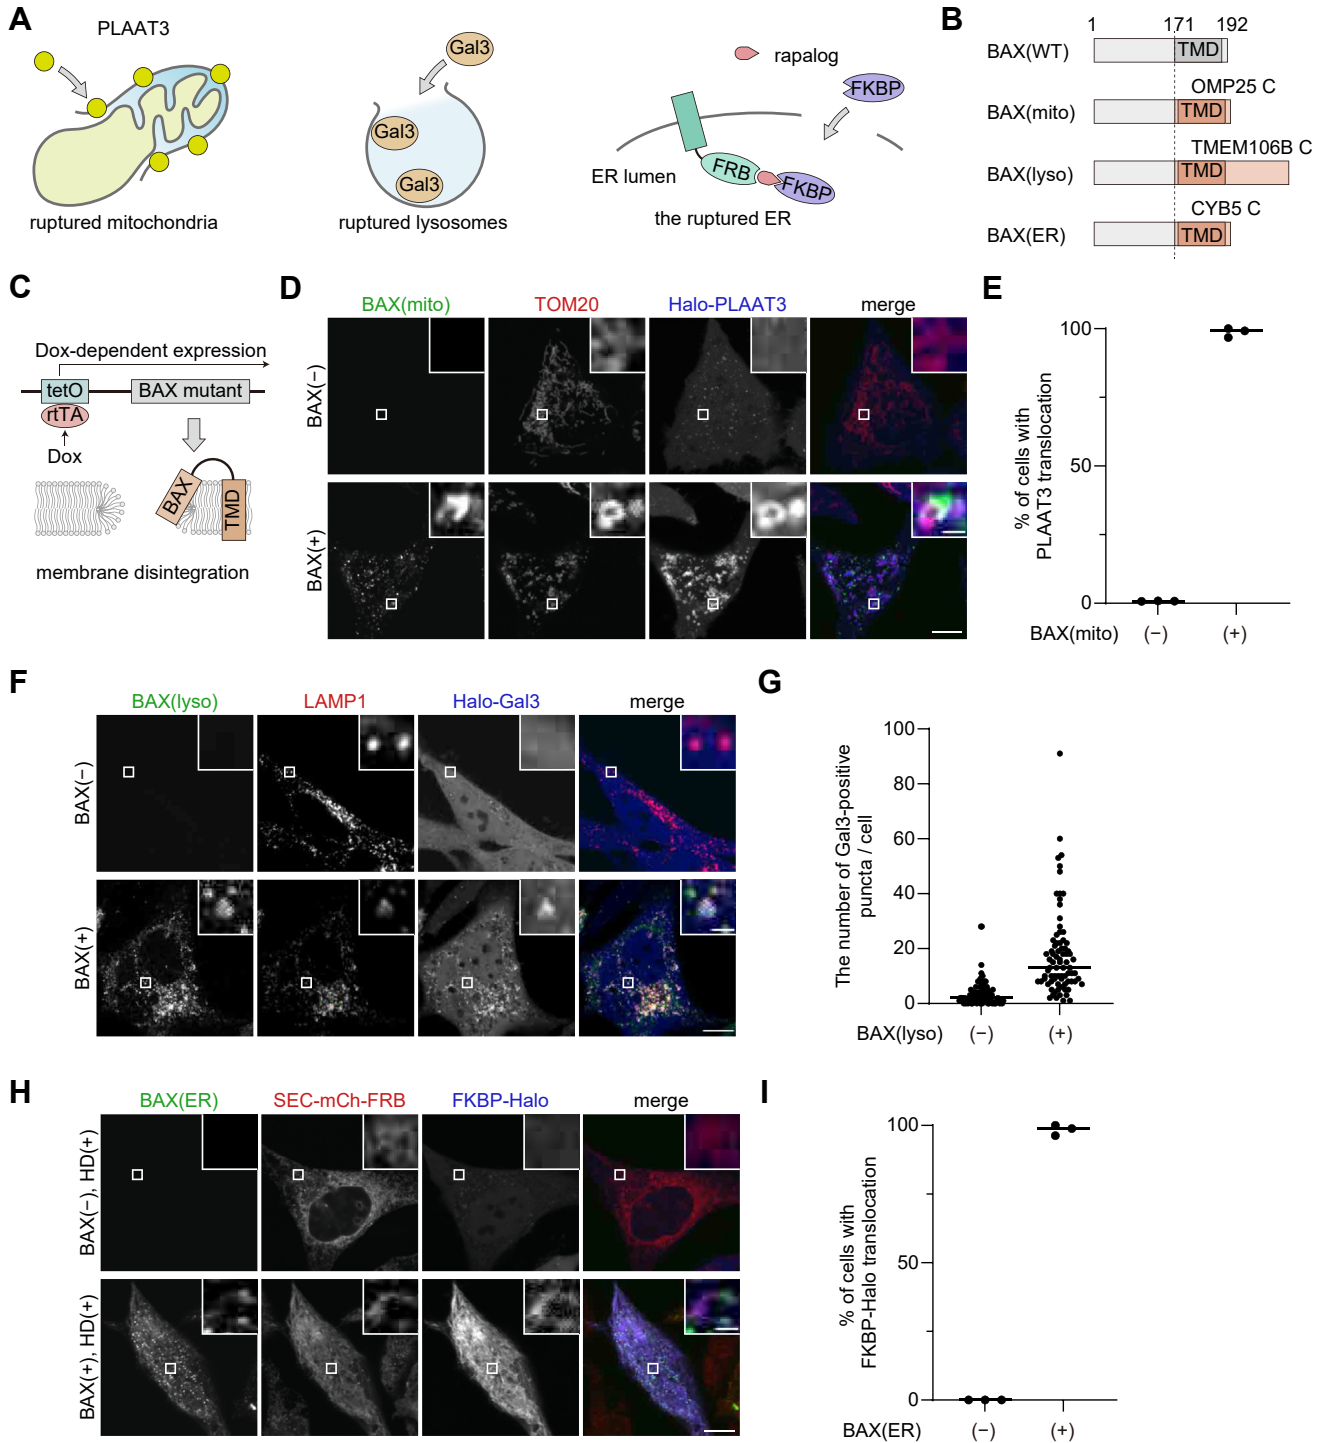 A
PLAAT3
ruptured mitochondria
Gal3
Gal3
Gal3
ruptured lysosomes
rapalog
FKBP
FRB
FKBP
ER lumen
the ruptured ER
B
1 171 192
BAX(WT) TMD
OMP25 C
BAX(mito) TMD
TMEM106B C
BAX(lyso) TMD
CYB5 C
BAX(ER) TMD
C
Dox-dependent expression
tetO BAX mutant
rtTA
Dox
BAX
TMD
membrane disintegration
D
BAX(mito) TOM20 Halo-PLAAT3 merge
BAX(−)
BAX(+)
E
% of cells with
PLAAT3 translocation
100
50
0
BAX(mito) (−) (+)
F
BAX(lyso) LAMP1 Halo-Gal3 merge
BAX(−)
BAX(+)
G
The number of Gal3-positive
puncta / cell
100
80
60
40
20
0
BAX(lyso) (−) (+)
H
BAX(ER) SEC-mCh-FRB FKBP-Halo merge
BAX(−), HD(+)
BAX(+), HD(+)
I
% of cells with
FKBP-Halo translocation
100
50
0
BAX(ER) (−) (+)